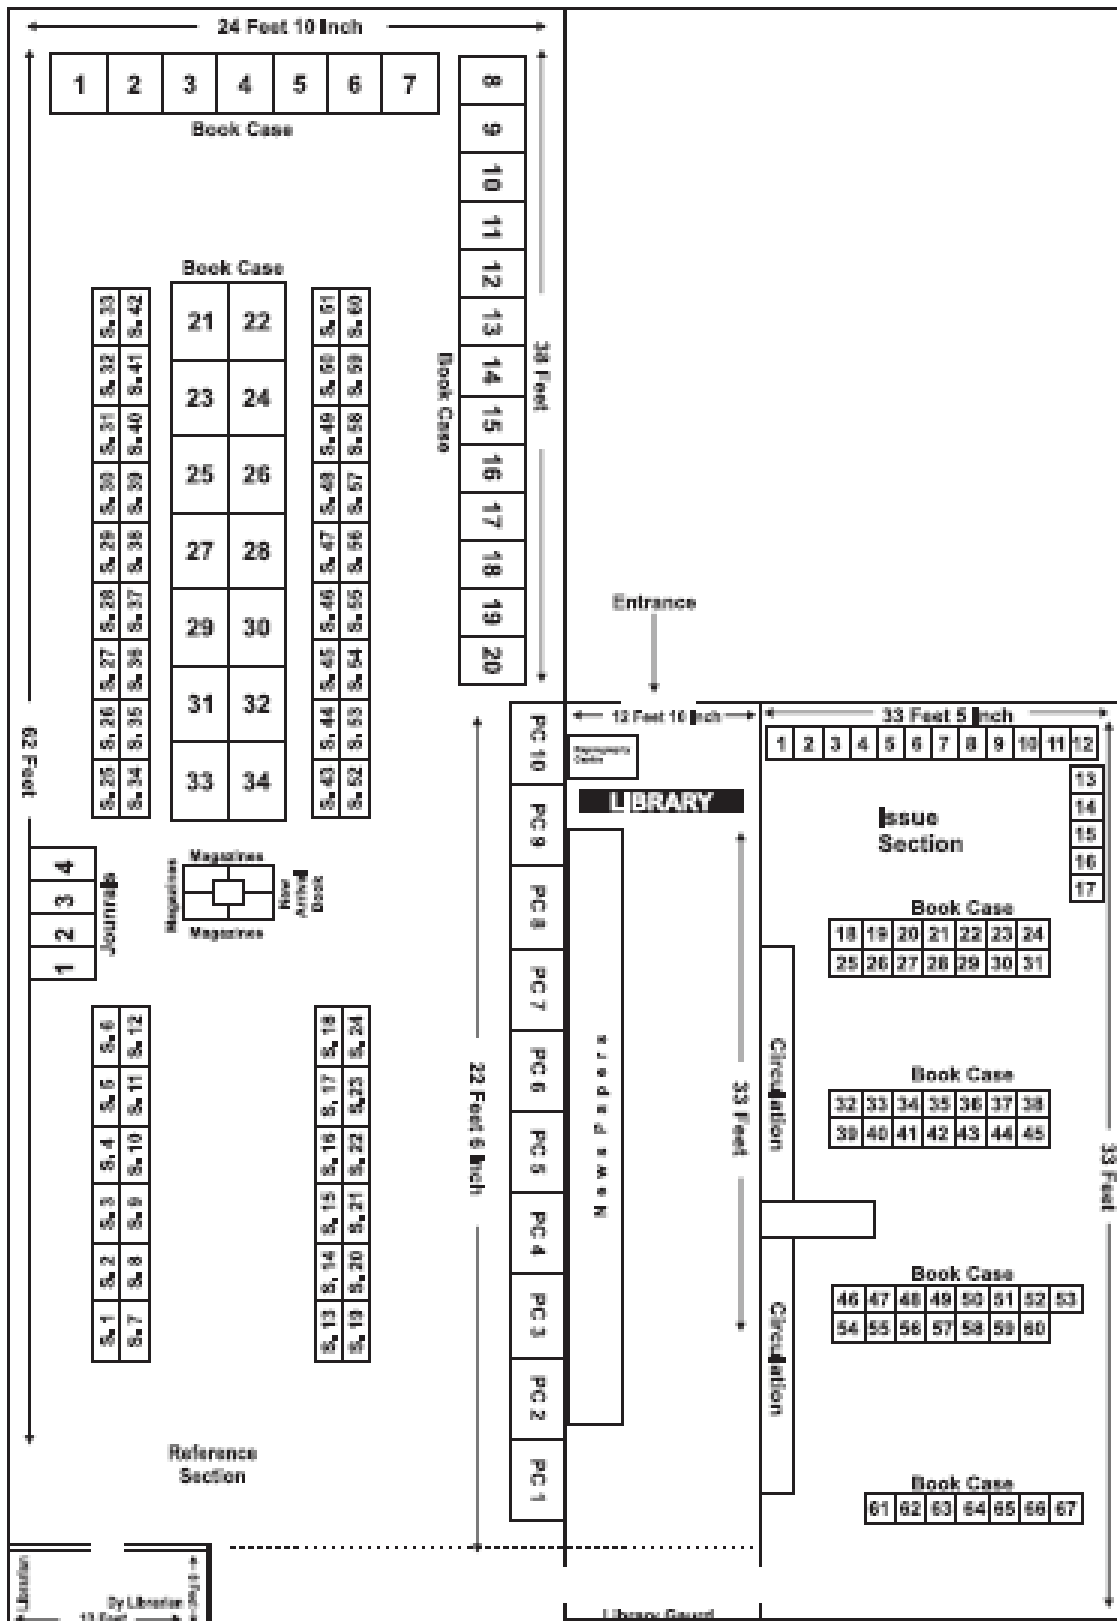 24 Feet 10 Inch
1 2 3 4 5 6 7
Book Case
8
9
10
11
12
13
14
15
16
17
18
19
20
Book Case
38 Feet
Book Case
21 22
23 24
25 26
27 28
29 30
31 32
33 34
S. 33 S. 42
S. 32 S. 41
S. 31 S. 40
S. 30 S. 39
S. 29 S. 38
S. 28 S. 37
S. 27 S. 36
S. 26 S. 35
S. 25 S. 34
S. 51 S. 60
S. 50 S. 59
S. 49 S. 58
S. 48 S. 57
S. 47 S. 56
S. 46 S. 55
S. 45 S. 54
S. 44 S. 53
S. 43 S. 52
62 Feet
4
3
2
1
Journals
Magazines
Magazines
Magazines
New
Arrival
Book
S. 6 S. 12
S. 5 S. 11
S. 4 S. 10
S. 3 S. 9
S. 2 S. 8
S. 1 S. 7
S. 18 S. 24
S. 17 S. 23
S. 16 S. 22
S. 15 S. 21
S. 14 S. 20
S. 13 S. 19
22 Feet 6 Inch
Reference
Section
PC 10
PC 9
PC 8
PC 7
PC 6
PC 5
PC 4
PC 3
PC 2
PC 1
Entrance
12 Feet 10 Inch
Centre
LIBRARY
News Papers
33 Feet
33 Feet 5 Inch
1 2 3 4 5 6 7 8 9 10 11 12
13
14
15
16
17
Issue
Section
Book Case
18 19 20 21 22 23 24
25 26 27 28 29 30 31
Circulation
Book Case
32 33 34 35 36 37 38
39 40 41 42 43 44 45
33 Feet
Book Case
46 47 48 49 50 51 52 53
54 55 56 57 58 59 60
Circulation
Book Case
61 62 63 64 65 66 67
Librarian
Dy Librarian
13 Feet
Library Gaurd